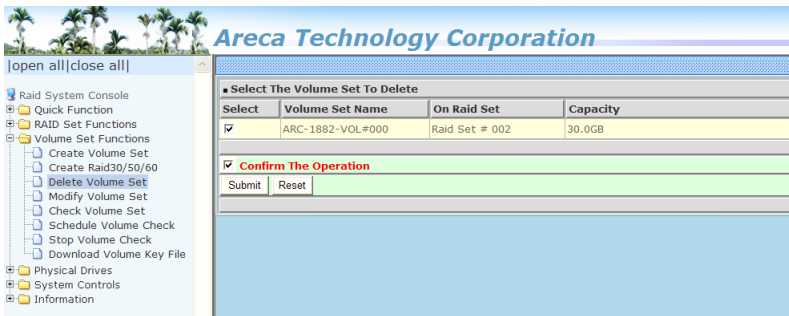 Areca Technology Corporation
|open all|close all|
Raid System Console
Quick Function
RAID Set Functions
Volume Set Functions
Create Volume Set
Create Raid30/50/60
Delete Volume Set
Modify Volume Set
Check Volume Set
Schedule Volume Check
Stop Volume Check
Download Volume Key File
Physical Drives
System Controls
Information
Select The Volume Set To Delete
Select Volume Set Name On Raid Set Capacity
ARC-1882-VOL#000 Raid Set # 002 30.0GB
Confirm The Operation
Submit Reset